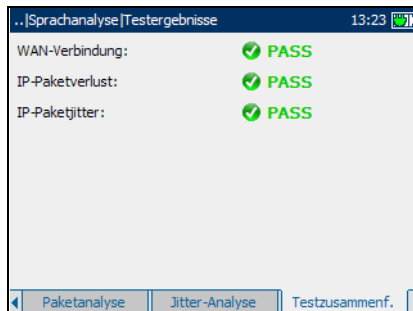 ..|Sprachanalyse|Testergebnisse 13:23
WAN-Verbindung: PASS
IP-Paketverlust: PASS
IP-Paketjitter: PASS
Paketanalyse Jitter-Analyse Testzusammenf.